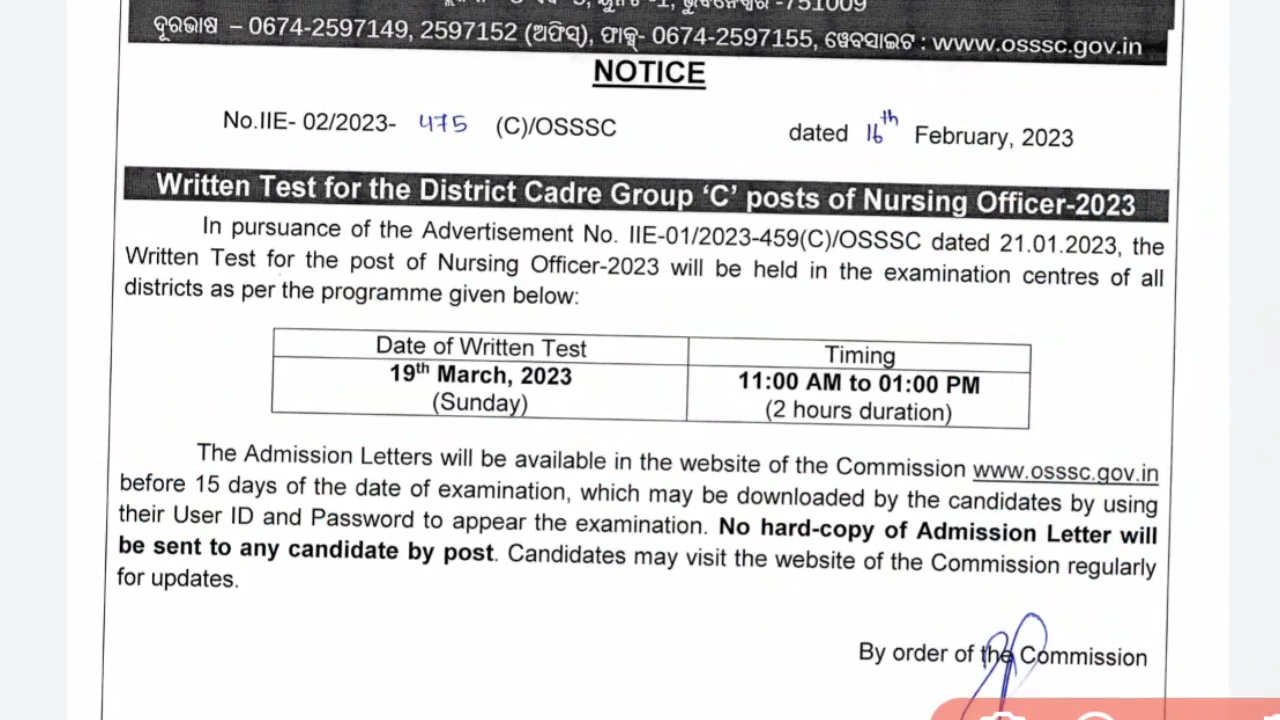 ୟୁନିଟ -1, ଭୁବନେଶ୍ୱର -751009
ଦୂରଭାଷ – 0674-2597149, 2597152 (ଅଫିସ୍), ଫାକ୍ସ- 0674-2597155, ୱେବସାଇଟ : www.osssc.gov.in
NOTICE
No.IIE- 02/2023- 475 (C)/OSSSC dated 16th February, 2023
Written Test for the District Cadre Group ‘C’ posts of Nursing Officer-2023
In pursuance of the Advertisement No. IIE-01/2023-459(C)/OSSSC dated 21.01.2023, the
Written Test for the post of Nursing Officer-2023 will be held in the examination centres of all
districts as per the programme given below:
Date of Written Test Timing
19th March, 2023 11:00 AM to 01:00 PM
(Sunday) (2 hours duration)
The Admission Letters will be available in the website of the Commission www.osssc.gov.in
before 15 days of the date of examination, which may be downloaded by the candidates by using
their User ID and Password to appear the examination. No hard-copy of Admission Letter will
be sent to any candidate by post. Candidates may visit the website of the Commission regularly
for updates.
By order of the Commission